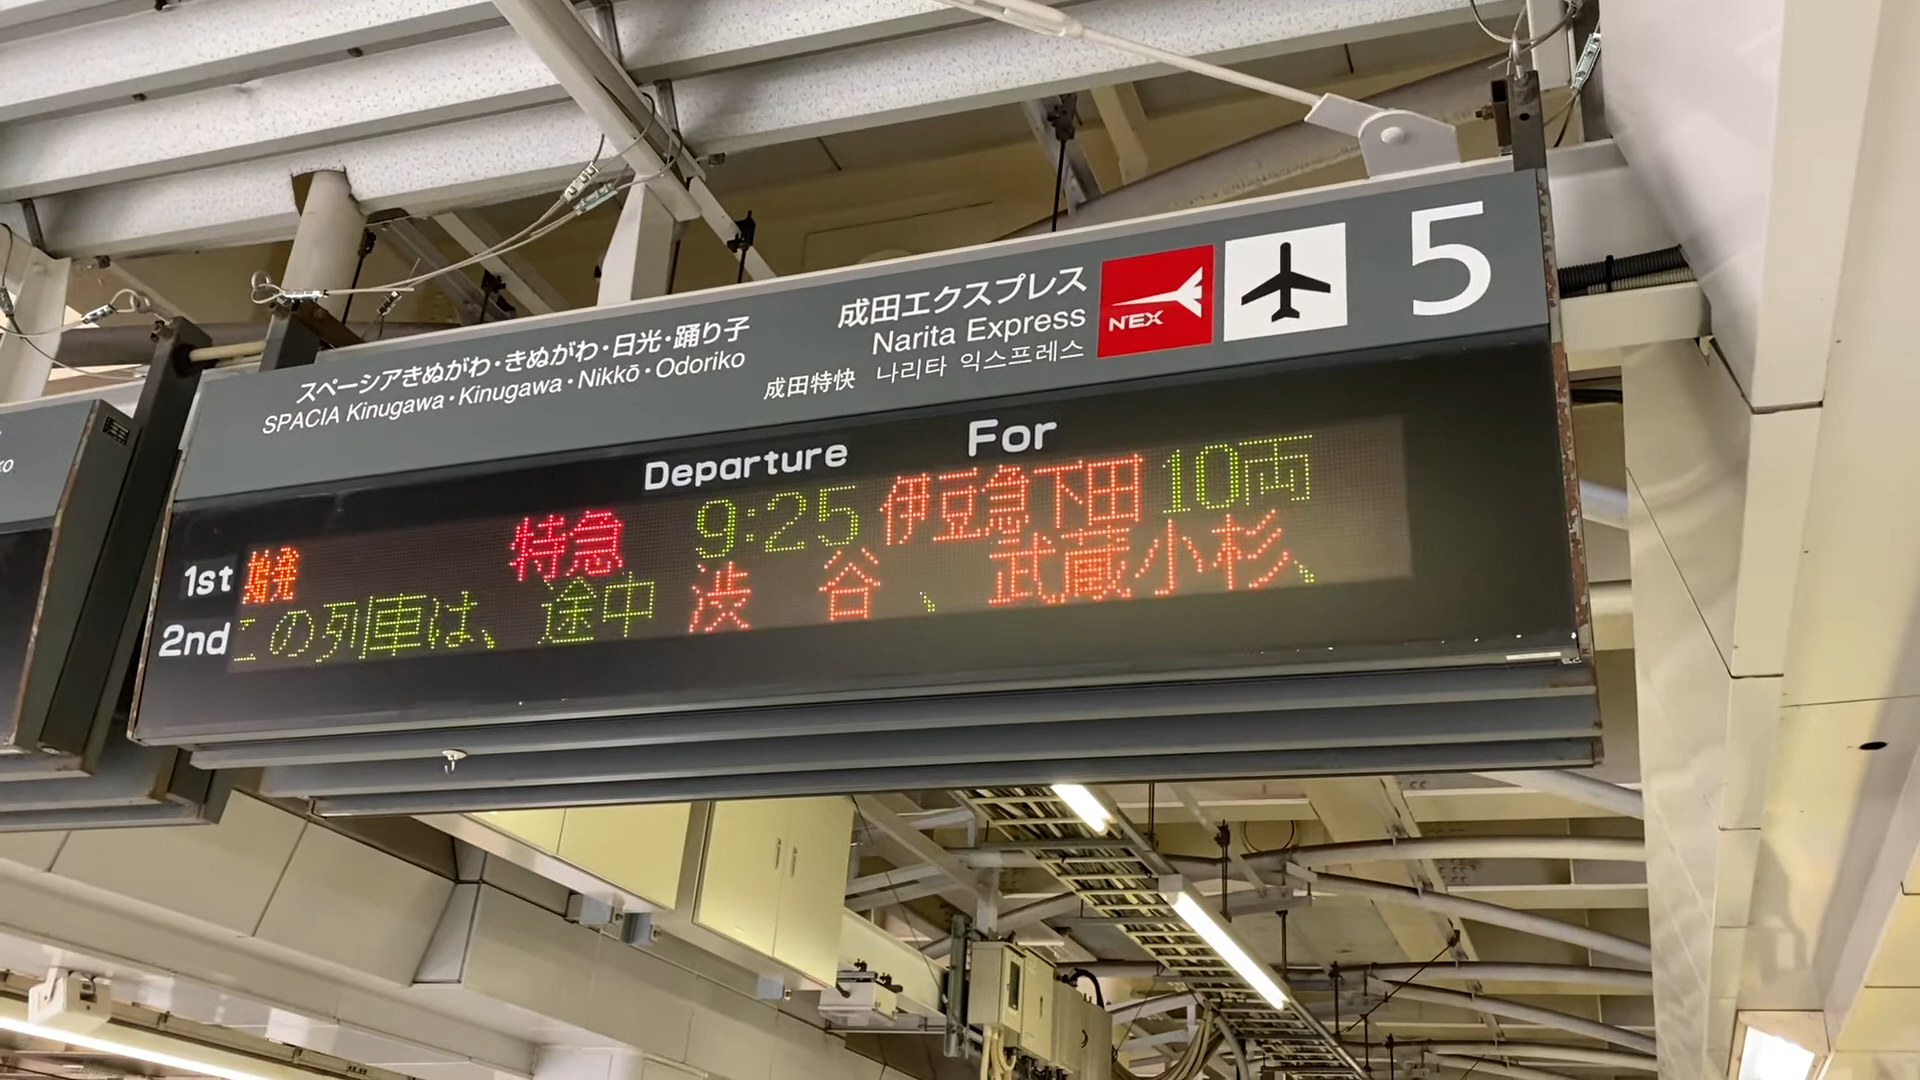 スペーシアきぬがわ・きぬがわ・日光・踊り子
SPACIA Kinugawa・Kinugawa・Nikkō・Odoriko
成田エクスプレス
Narita Express
成田特快 나리타 익스프레스
N'EX
5
Departure For
1st 始発 特急 9:25 伊豆急下田 10両
2nd この列車は、途中 渋谷、武蔵小杉、